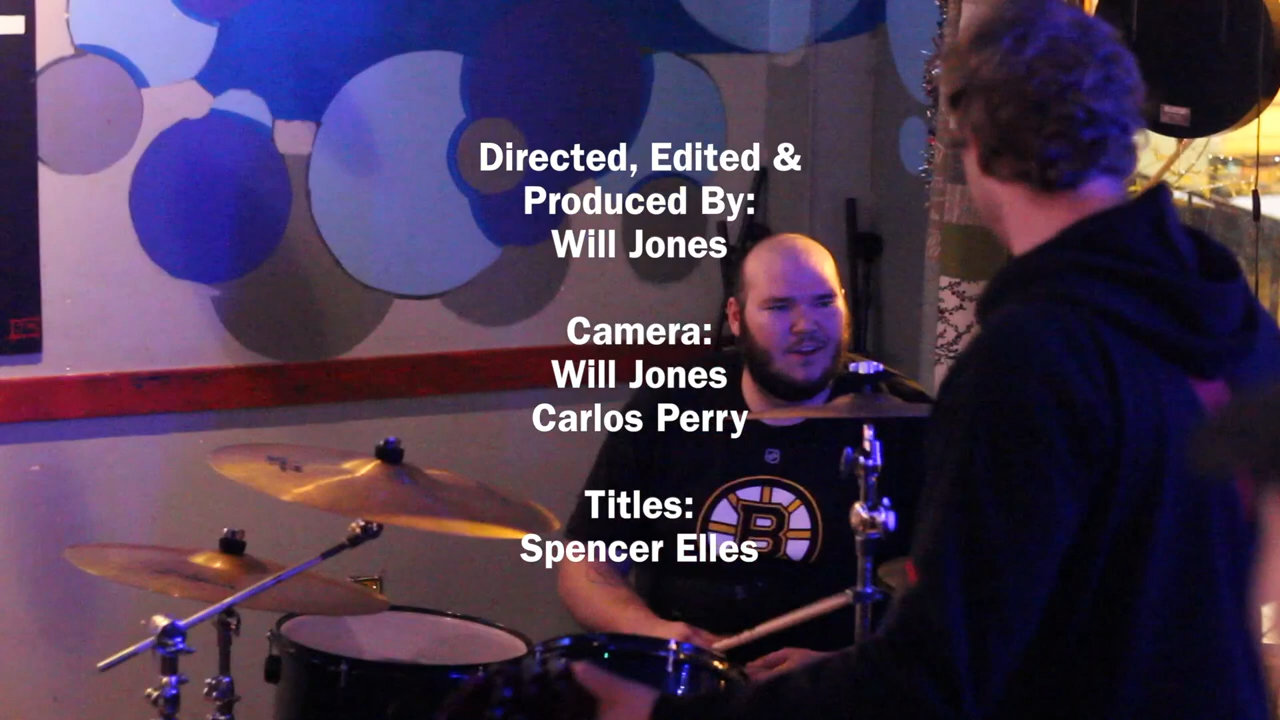 Directed, Edited &
Produced By:
Will Jones
Camera:
Will Jones
Carlos Perry
Titles:
Spencer Elles
B